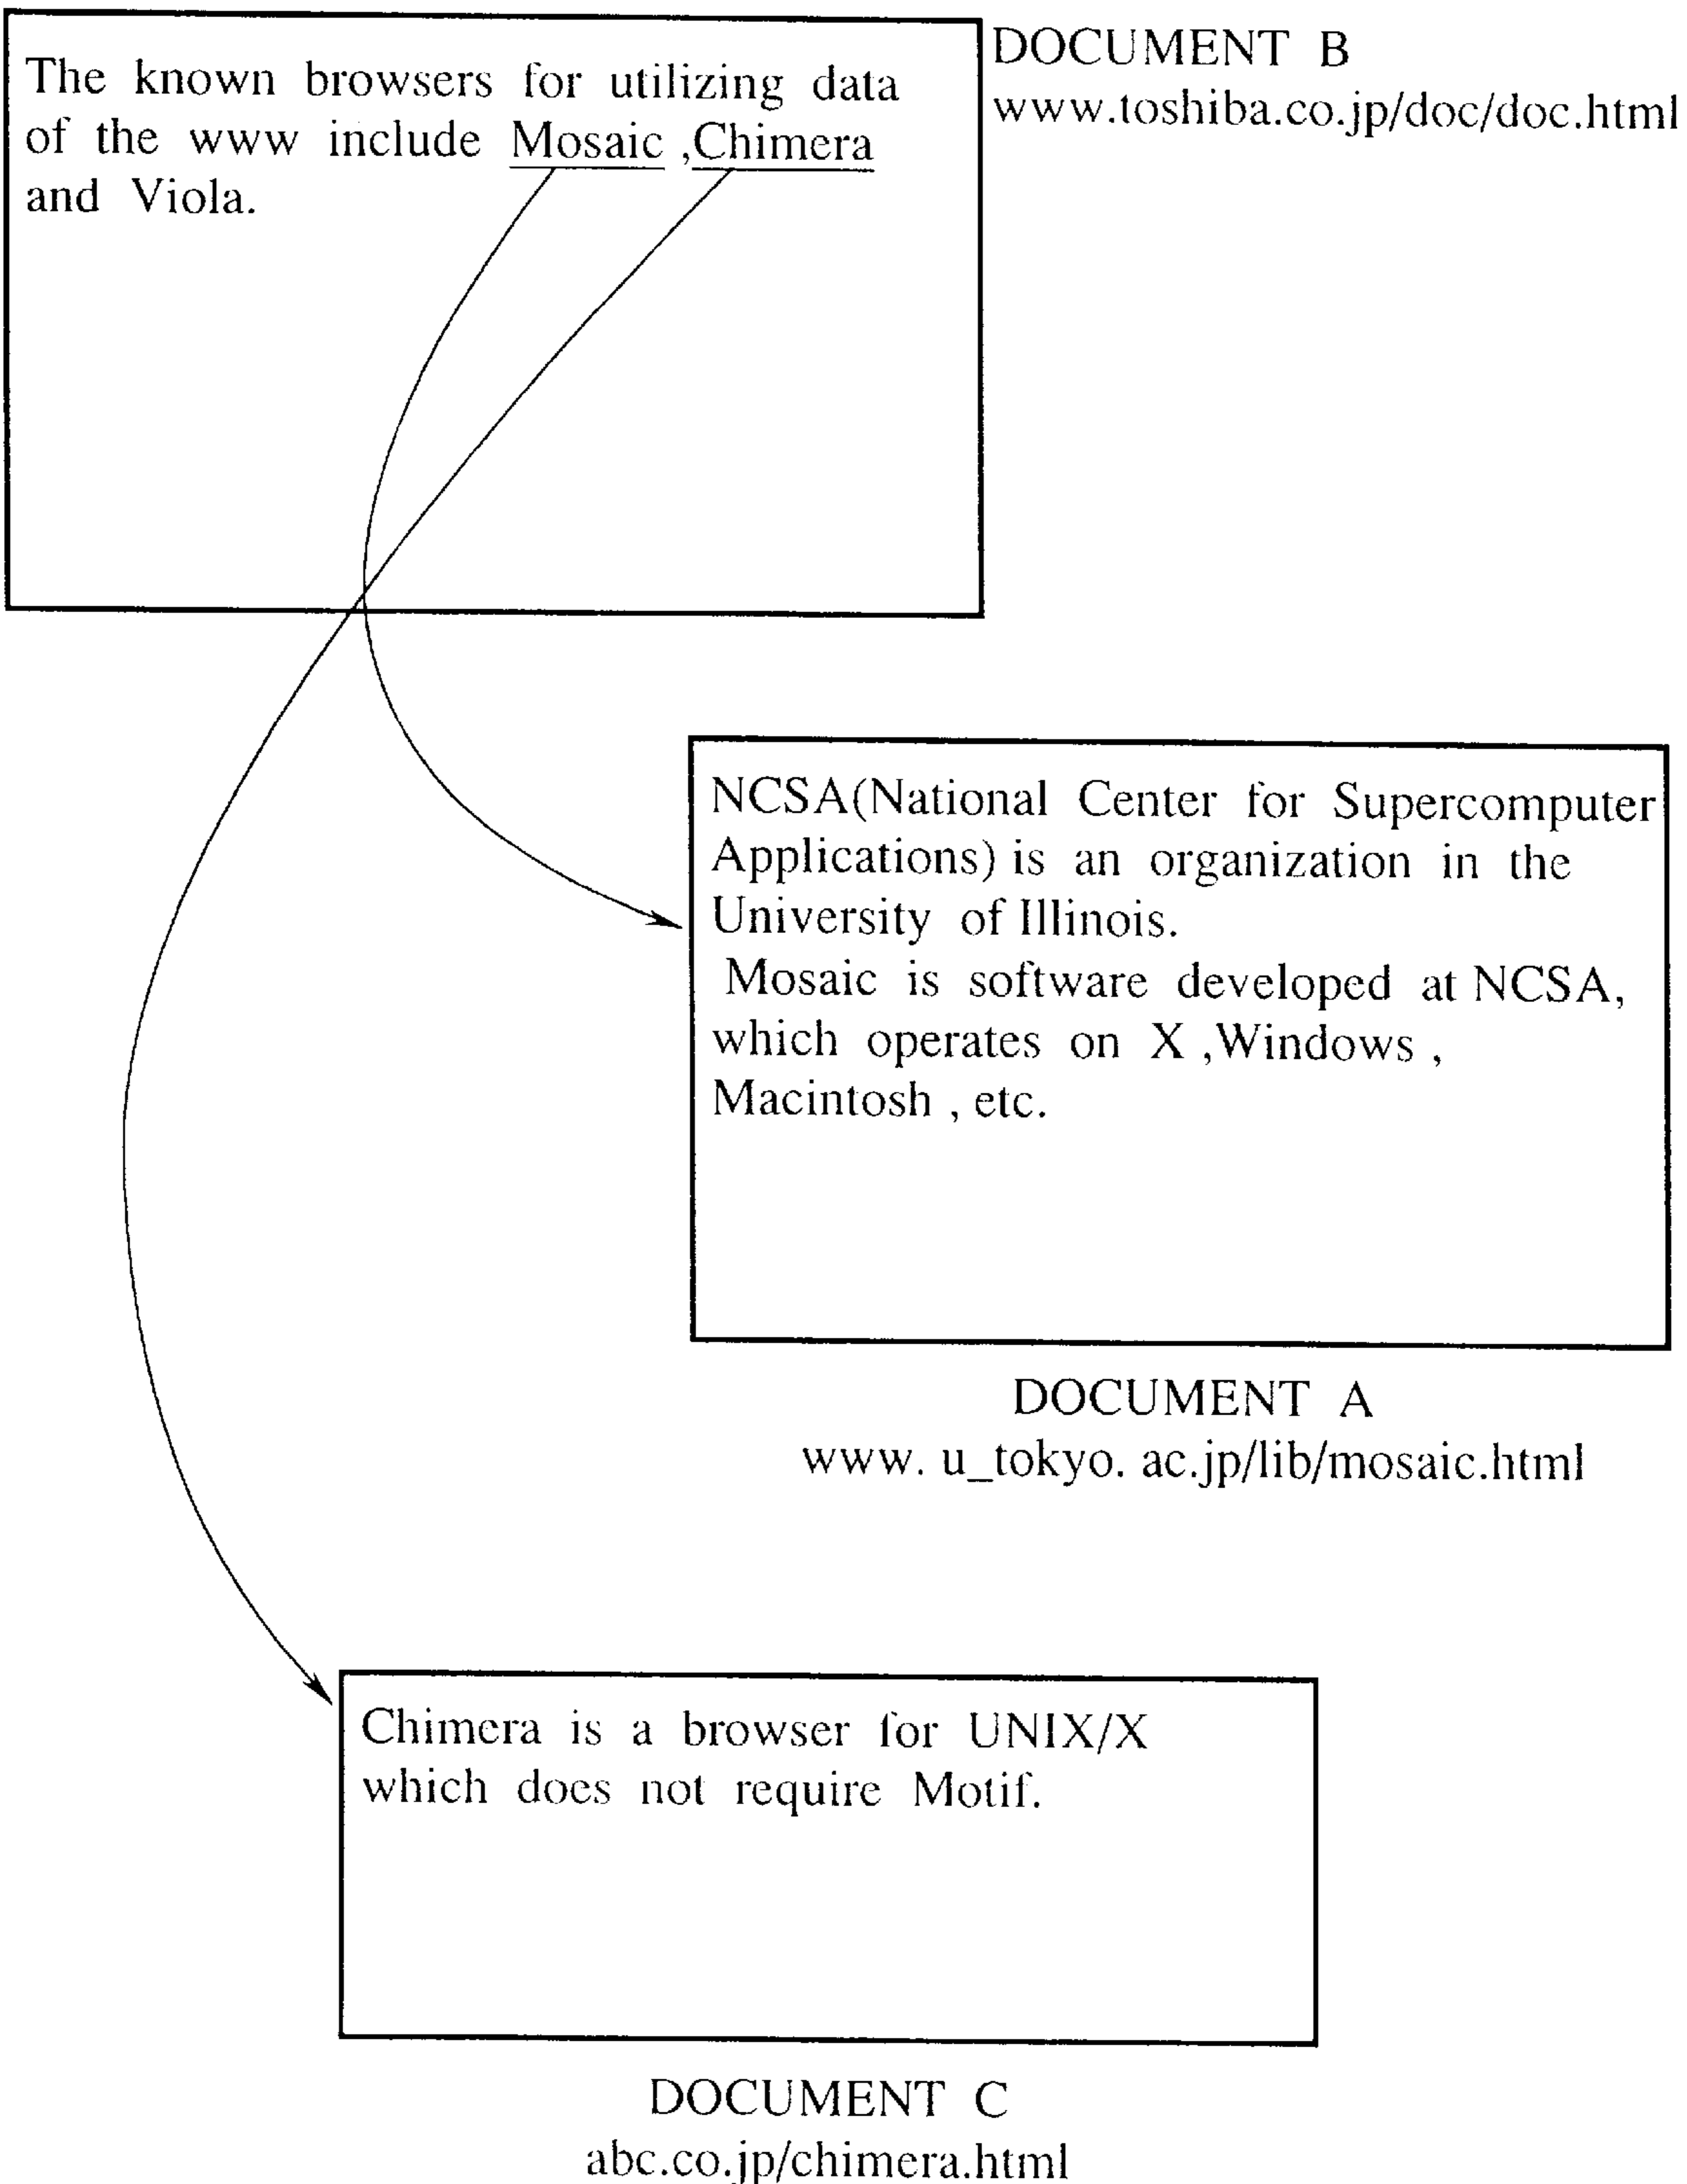 The known browsers for utilizing data
of the www include Mosaic ,Chimera
and Viola.
DOCUMENT B
www.toshiba.co.jp/doc/doc.html
NCSA(National Center for Supercomputer
Applications) is an organization in the
University of Illinois.
Mosaic is software developed at NCSA,
which operates on X ,Windows ,
Macintosh , etc.
DOCUMENT A
www. u_tokyo. ac.jp/lib/mosaic.html
Chimera is a browser for UNIX/X
which does not require Motif.
DOCUMENT C
abc.co.jp/chimera.html